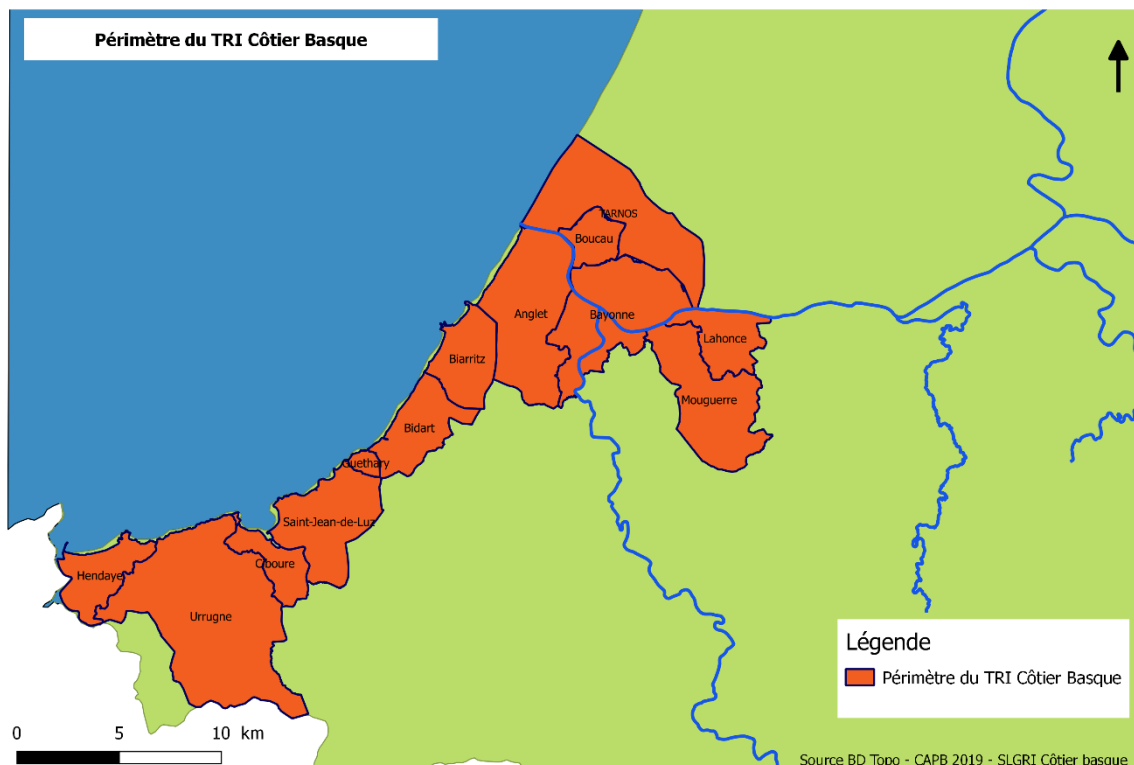 Périmètre du TRI Côtier Basque
TARNOS
Boucau
Anglet
Bayonne
Lahonce
Biarritz
Mouguerre
Bidart
Guethary
Saint-Jean-de-Luz
Ciboure
Hendaye
Urrugne
Légende
Périmètre du TRI Côtier Basque
0 5 10 km
Source BD Topo - CAPB 2019 - SLGRI Côtier basque